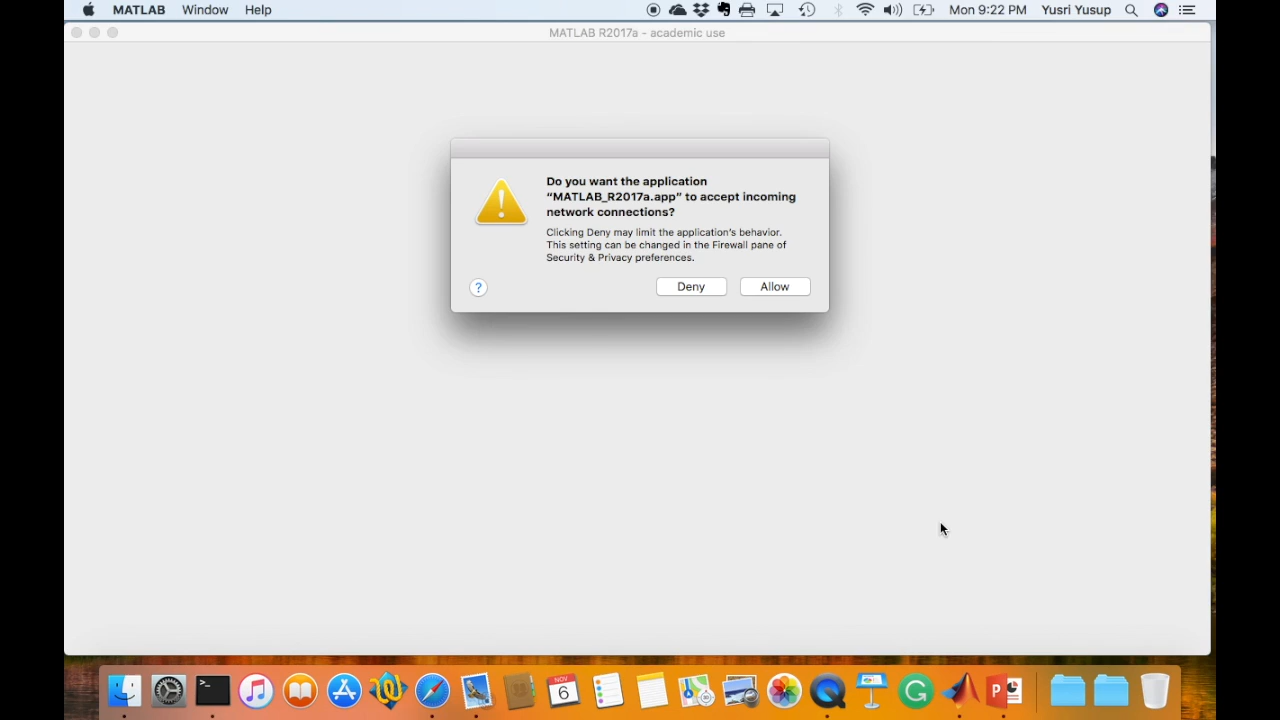 MATLAB Window Help Mon 9:22 PM Yusri Yusup
MATLAB R2017a - academic use
Do you want the application
“MATLAB_R2017a.app” to accept incoming
network connections?
Clicking Deny may limit the application's behavior.
This setting can be changed in the Firewall pane of
Security & Privacy preferences.
? Deny Allow
NOV
6